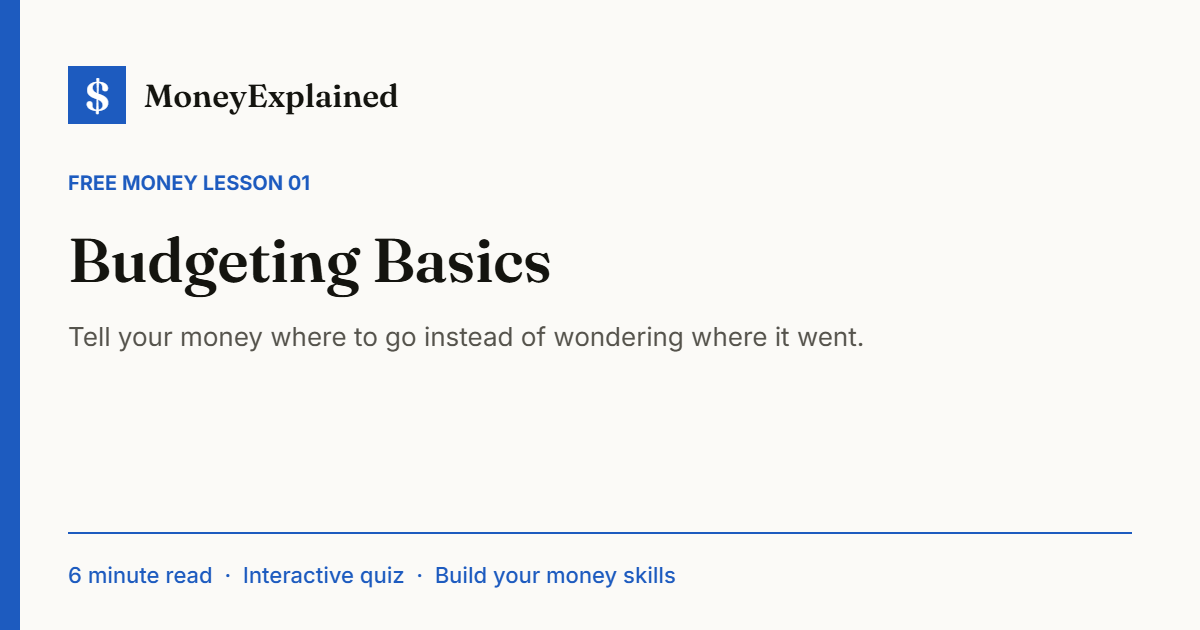 $ MoneyExplained
FREE MONEY LESSON 01
Budgeting Basics
Tell your money where to go instead of wondering where it went.
6 minute read · Interactive quiz · Build your money skills